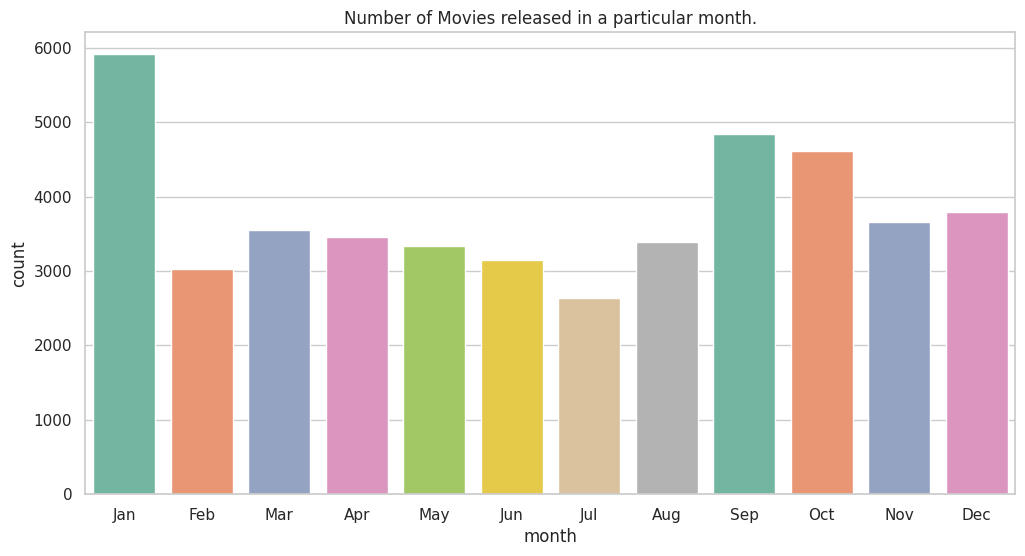 Number of Movies released in a particular month.
6000
5000
4000
3000
2000
1000
0
count
Jan Feb Mar Apr May Jun Jul Aug Sep Oct Nov Dec
month